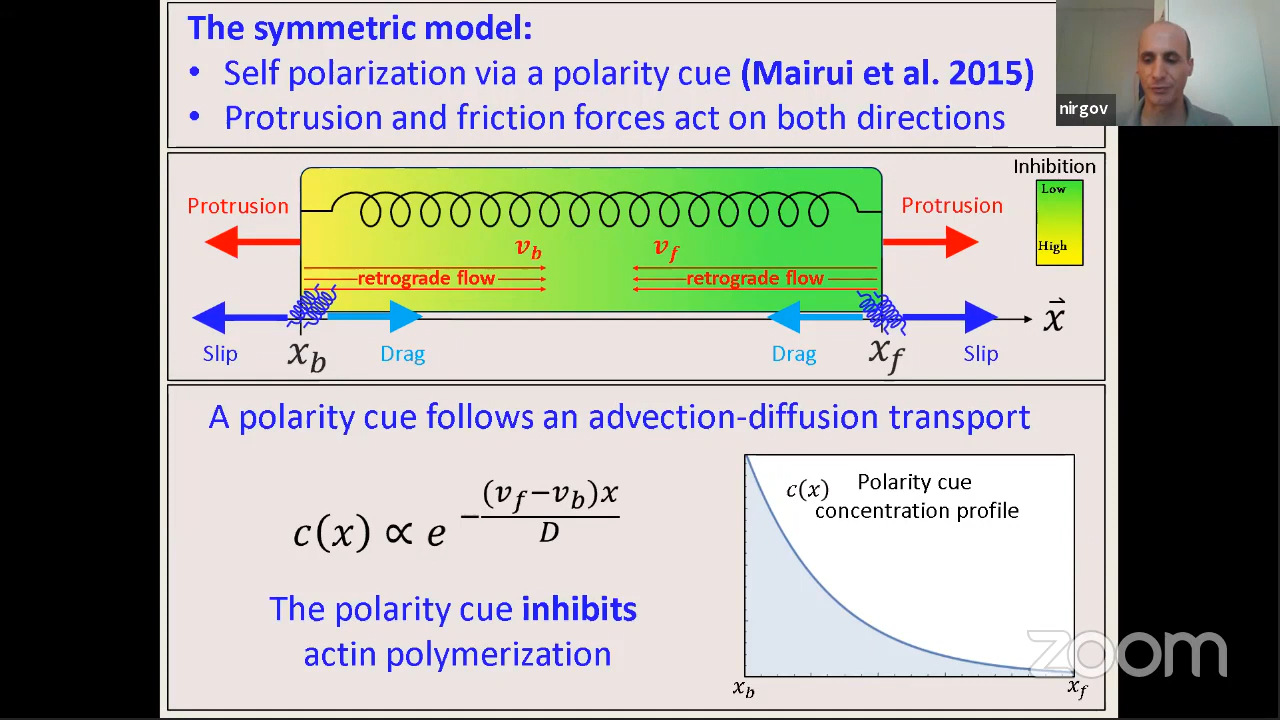 The symmetric model:
• Self polarization via a polarity cue (Mairui et al. 2015)
• Protrusion and friction forces act on both directions
nirgov
Inhibition
Low
High
Protrusion
Protrusion
v_b
v_f
retrograde flow
retrograde flow
Slip
x_b
Drag
Drag
x_f
Slip
x⃗
A polarity cue follows an advection-diffusion transport
c(x) ∝ e^{-\frac{(v_f-v_b)x}{D}}
The polarity cue inhibits
actin polymerization
c(x)
Polarity cue
concentration profile
x_b
x_f
zoom